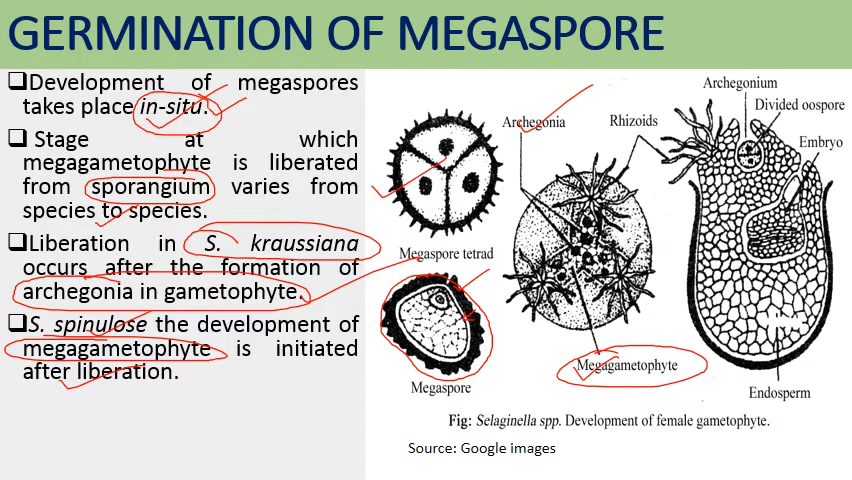 GERMINATION OF MEGASPORE
❑Development of megaspores
takes place in-situ.
❑ Stage at which
megagametophyte is liberated
from sporangium varies from
species to species.
❑Liberation in S. kraussiana
occurs after the formation of
archegonia in gametophyte.
❑S. spinulose the development of
megagametophyte is initiated
after liberation.
Archegonia
Rhizoids
Archegonium
Divided oospore
Embryo
Megaspore tetrad
Megaspore
Megagametophyte
Endosperm
Fig: Selaginella spp. Development of female gametophyte.
Source: Google images